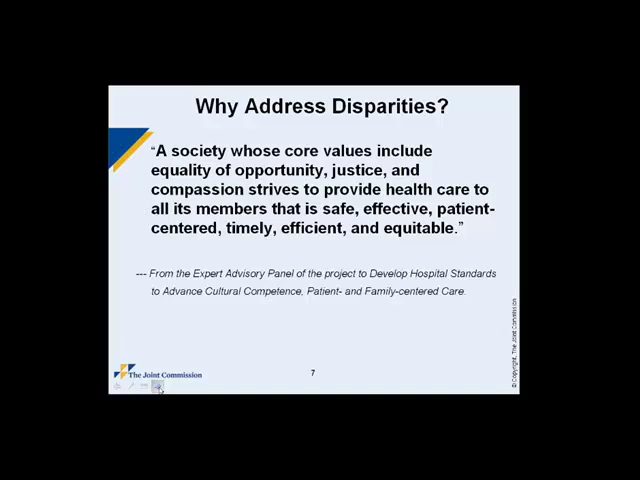 Why Address Disparities?
“A society whose core values include
equality of opportunity, justice, and
compassion strives to provide health care to
all its members that is safe, effective, patient-
centered, timely, efficient, and equitable.”
--- From the Expert Advisory Panel of the project to Develop Hospital Standards
to Advance Cultural Competence, Patient- and Family-centered Care.
The Joint Commission
7
© Copyright, The Joint Commission